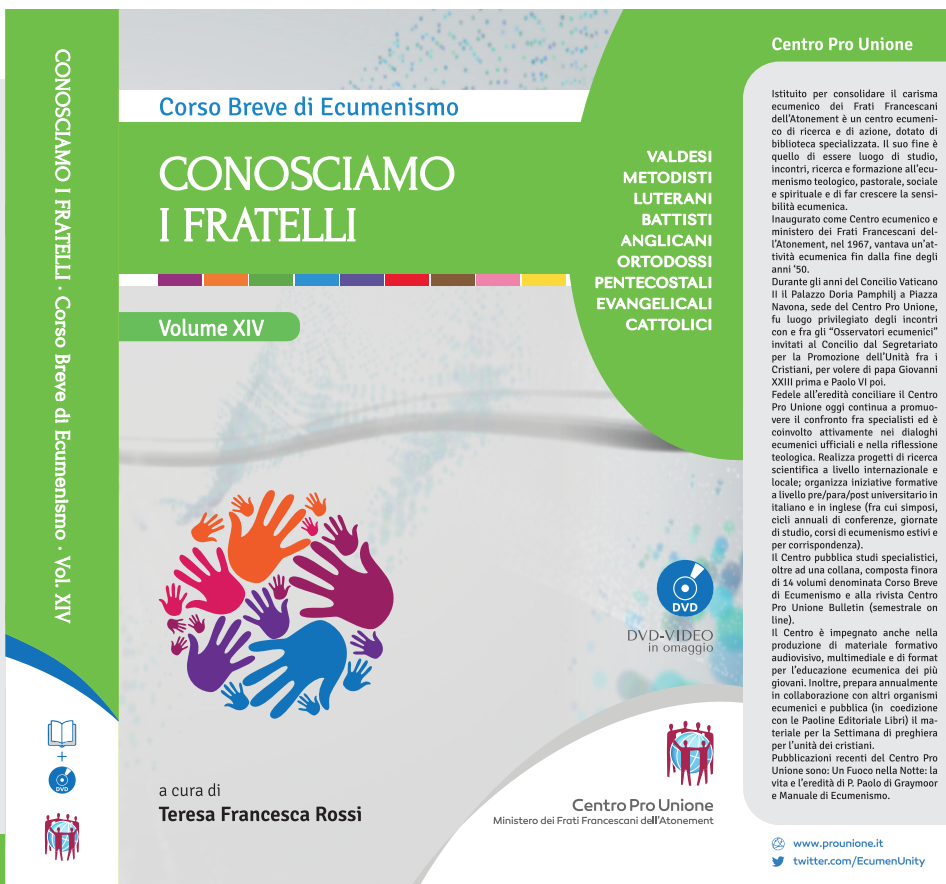 CONOSCIAMO I FRATELLI · Corso Breve di Ecumenismo · Vol. XIV
+
DVD
Corso Breve di Ecumenismo
CONOSCIAMO
I FRATELLI
VALDESI
METODISTI
LUTERANI
BATTISTI
ANGLICANI
ORTODOSSI
PENTECOSTALI
EVANGELICALI
CATTOLICI
Volume XIV
DVD
DVD-VIDEO
in omaggio
a cura di
Teresa Francesca Rossi
Centro Pro Unione
Ministero dei Frati Francescani dell'Atonement
Centro Pro Unione
Istituito per consolidare il carisma
ecumenico dei Frati Francescani
dell'Atonement è un centro ecumeni-
co di ricerca e di azione, dotato di
biblioteca specializzata. Il suo fine è
quello di essere luogo di studio,
incontri, ricerca e formazione all'ecu-
menismo teologico, pastorale, sociale
e spirituale e di far crescere la sensi-
bilità ecumenica.
Inaugurato come Centro ecumenico e
ministero dei Frati Francescani del-
l'Atonement, nel 1967, vantava un'at-
tività ecumenica fin dalla fine degli
anni '50.
Durante gli anni del Concilio Vaticano
II il Palazzo Doria Pamphilj a Piazza
Navona, sede del Centro Pro Unione,
fu luogo privilegiato degli incontri
con e fra gli "Osservatori ecumenici"
invitati al Concilio dal Segretariato
per la Promozione dell'Unità fra i
Cristiani, per volere di papa Giovanni
XXIII prima e Paolo VI poi.
Fedele all'eredità conciliare il Centro
Pro Unione oggi continua a promuo-
vere il confronto fra specialisti ed è
coinvolto attivamente nei dialoghi
ecumenici ufficiali e nella riflessione
teologica. Realizza progetti di ricerca
scientifica a livello internazionale e
locale; organizza iniziative formative
a livello pre/para/post universitario in
italiano e in inglese (fra cui simposi,
cicli annuali di conferenze, giornate
di studio, corsi di ecumenismo estivi e
per corrispondenza).
Il Centro pubblica studi specialistici,
oltre ad una collana, composta finora
di 14 volumi denominata Corso Breve
di Ecumenismo e alla rivista Centro
Pro Unione Bulletin (semestrale on
line).
Il Centro è impegnato anche nella
produzione di materiale formativo
audiovisivo, multimediale e di format
per l'educazione ecumenica dei più
giovani. Inoltre, prepara annualmente
in collaborazione con altri organismi
ecumenici e pubblica (in coedizione
con le Paoline Editoriale Libri) il ma-
teriale per la Settimana di preghiera
per l'unità dei cristiani.
Pubblicazioni recenti del Centro Pro
Unione sono: Un Fuoco nella Notte: la
vita e l'eredità di P. Paolo di Graymoor
e Manuale di Ecumenismo.
www.prounione.it
twitter.com/EcumenUnity